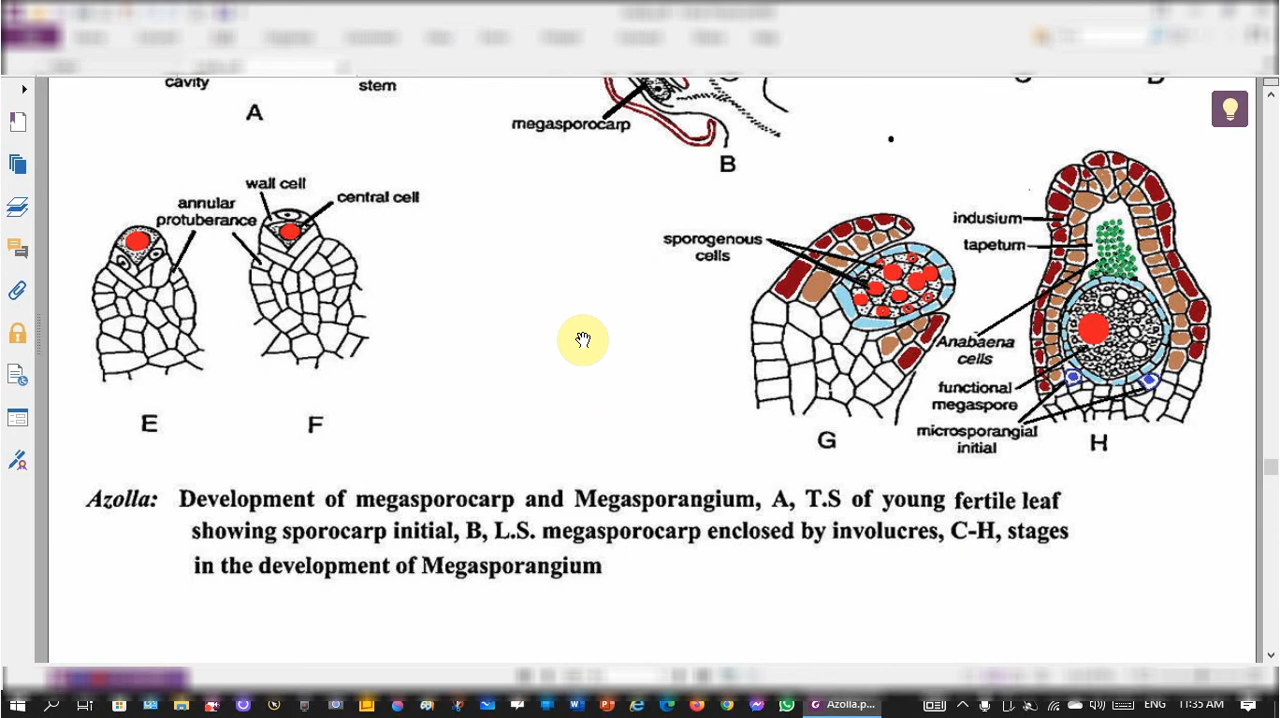 cavity
stem
A
megasporocarp
B
wall cell
central cell
annular
protuberance
E
F
sporogenous
cells
G
indusium
tapetum
Anabaena
cells
functional
megaspore
microsporangial
initial
H
Azolla: Development of megasporocarp and Megasporangium, A, T.S of young fertile leaf
showing sporocarp initial, B, L.S. megasporocarp enclosed by involucres, C-H, stages
in the development of Megasporangium
Azolla.p...
ENG
11:35 AM